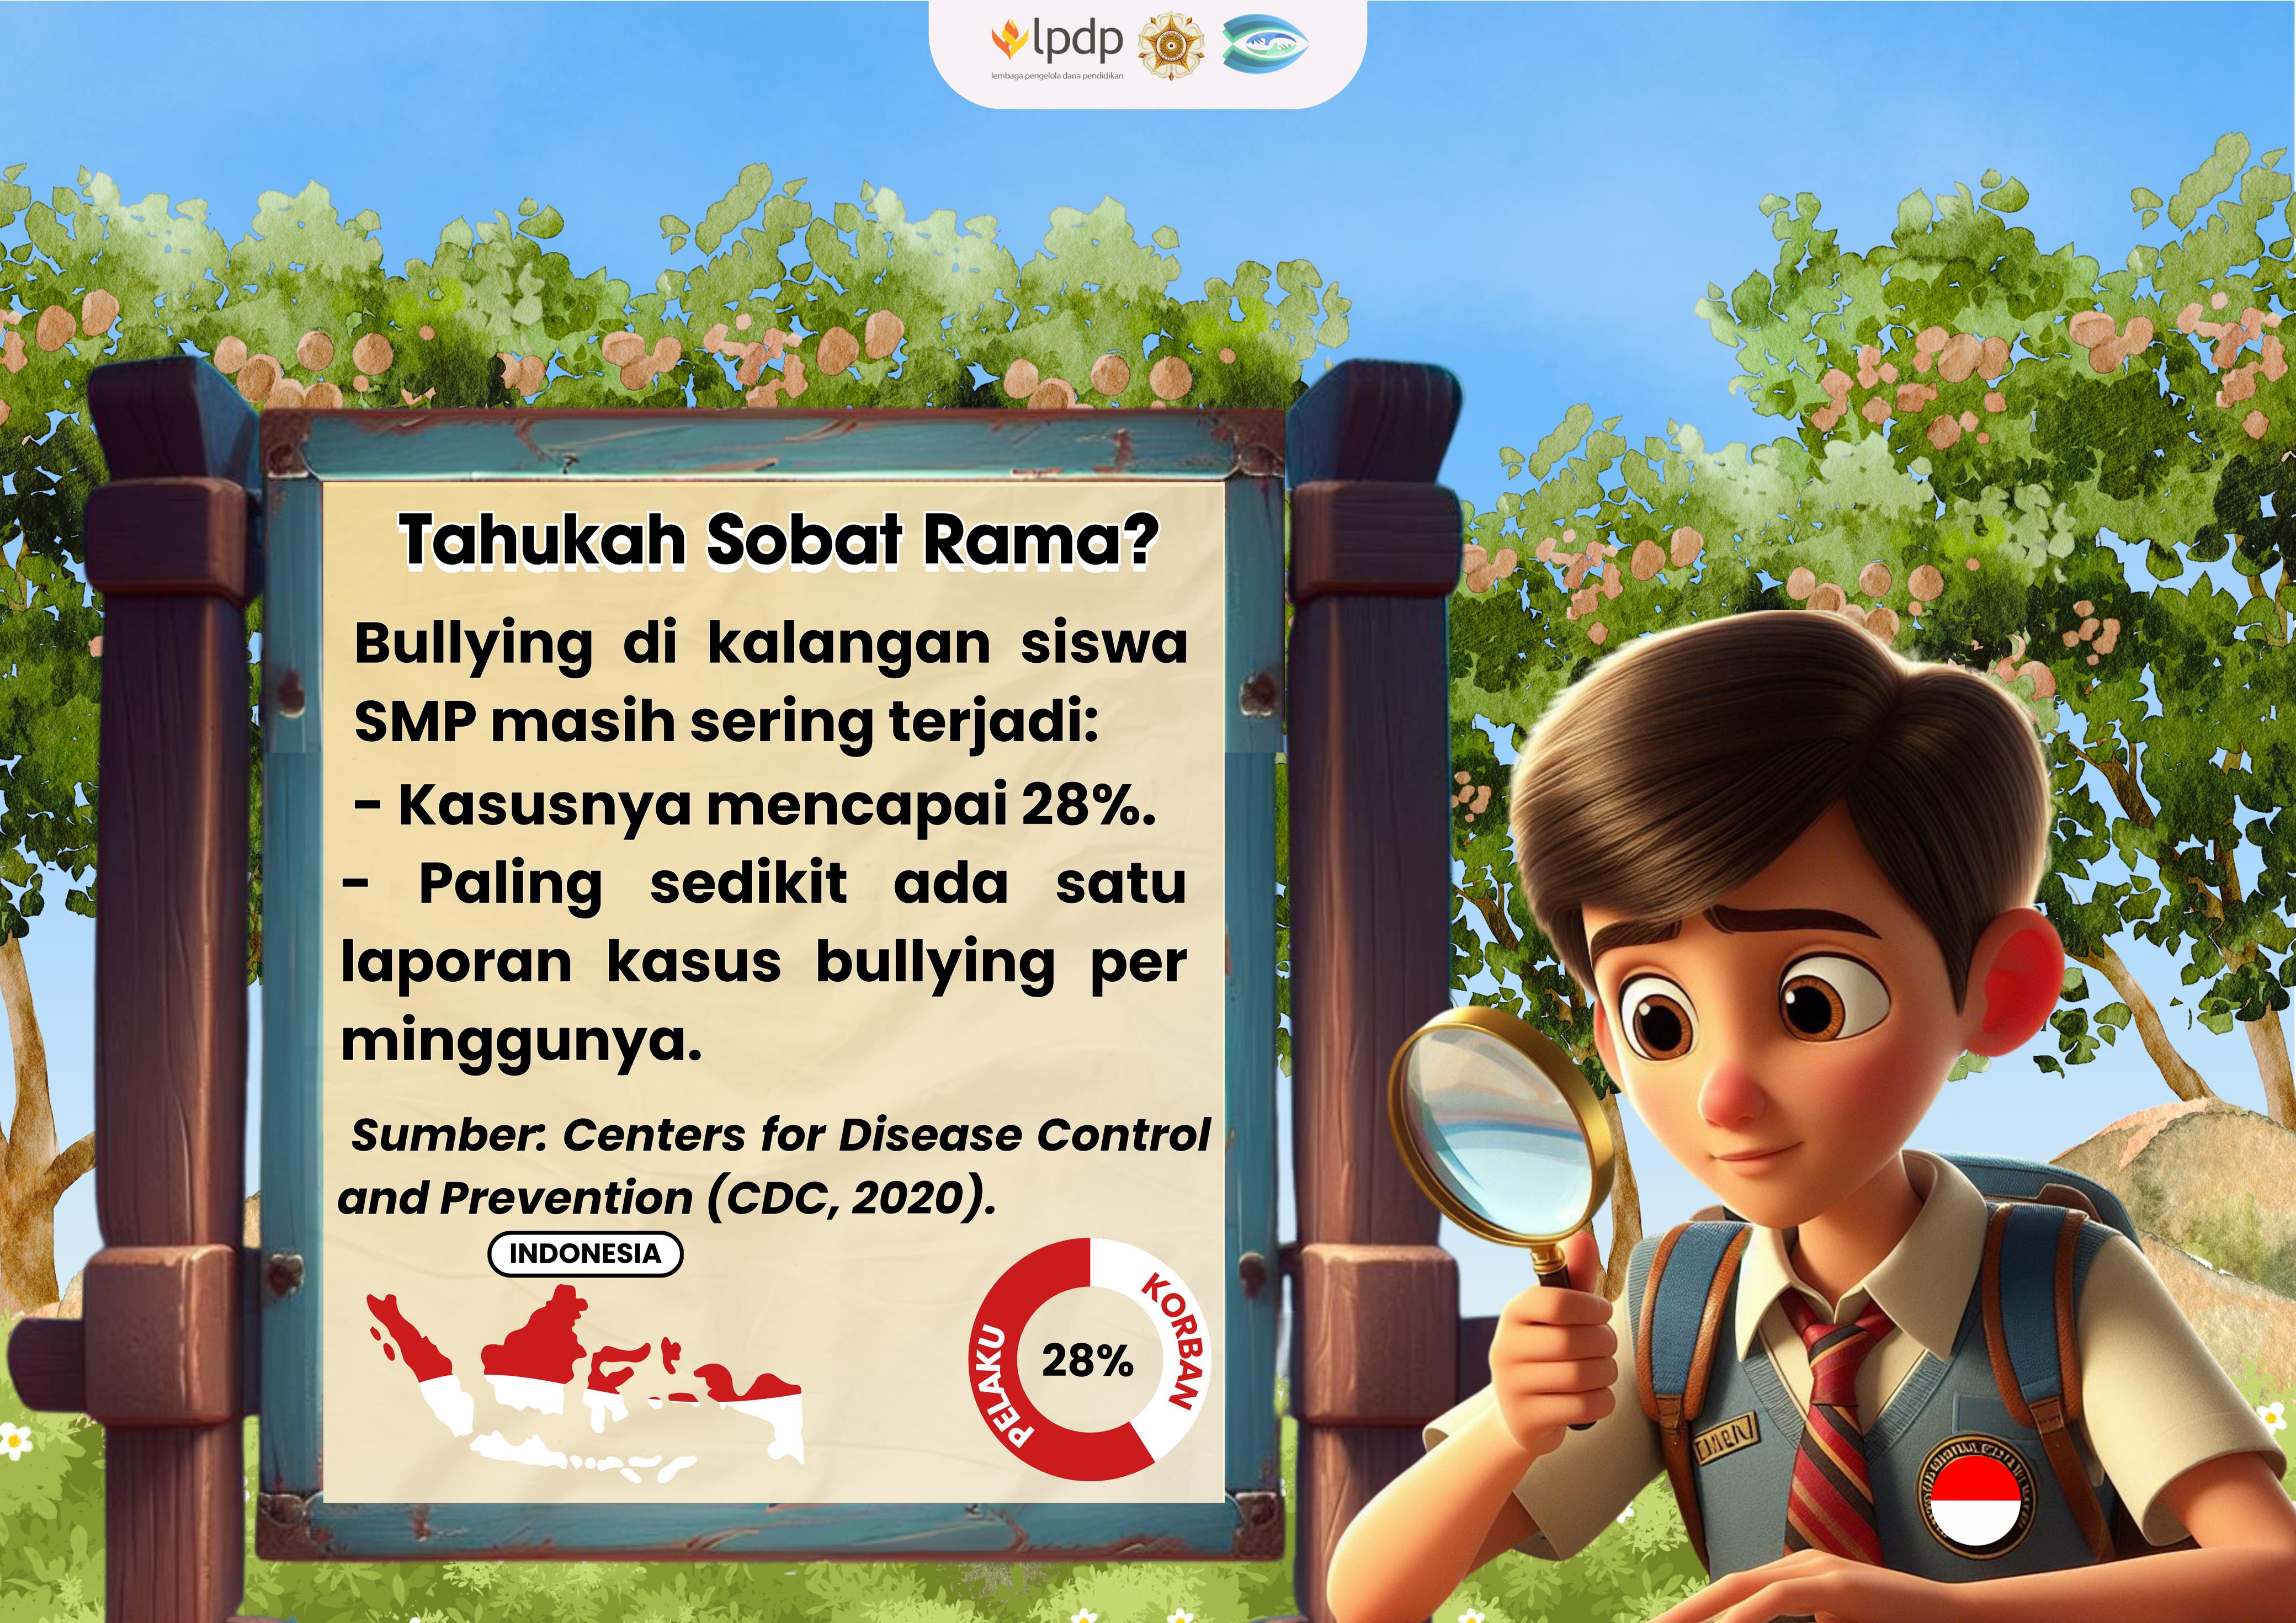 lpdp
lembaga pengelola dana pendidikan
Tahukah Sobat Rama?
Bullying di kalangan siswa
SMP masih sering terjadi:
- Kasusnya mencapai 28%.
- Paling sedikit ada satu
laporan kasus bullying per
minggunya.
Sumber: Centers for Disease Control
and Prevention (CDC, 2020).
INDONESIA
PELAKU
28%
KORBAN